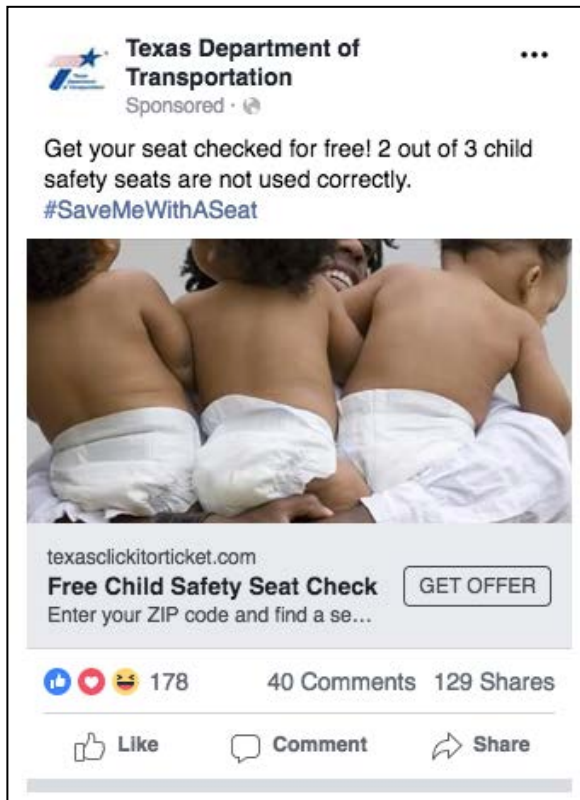 Texas Department of
Transportation
Sponsored ·
Get your seat checked for free! 2 out of 3 child
safety seats are not used correctly.
#SaveMeWithASeat
texasclickitorticket.com
Free Child Safety Seat Check
GET OFFER
Enter your ZIP code and find a se...
178
40 Comments
129 Shares
Like
Comment
Share